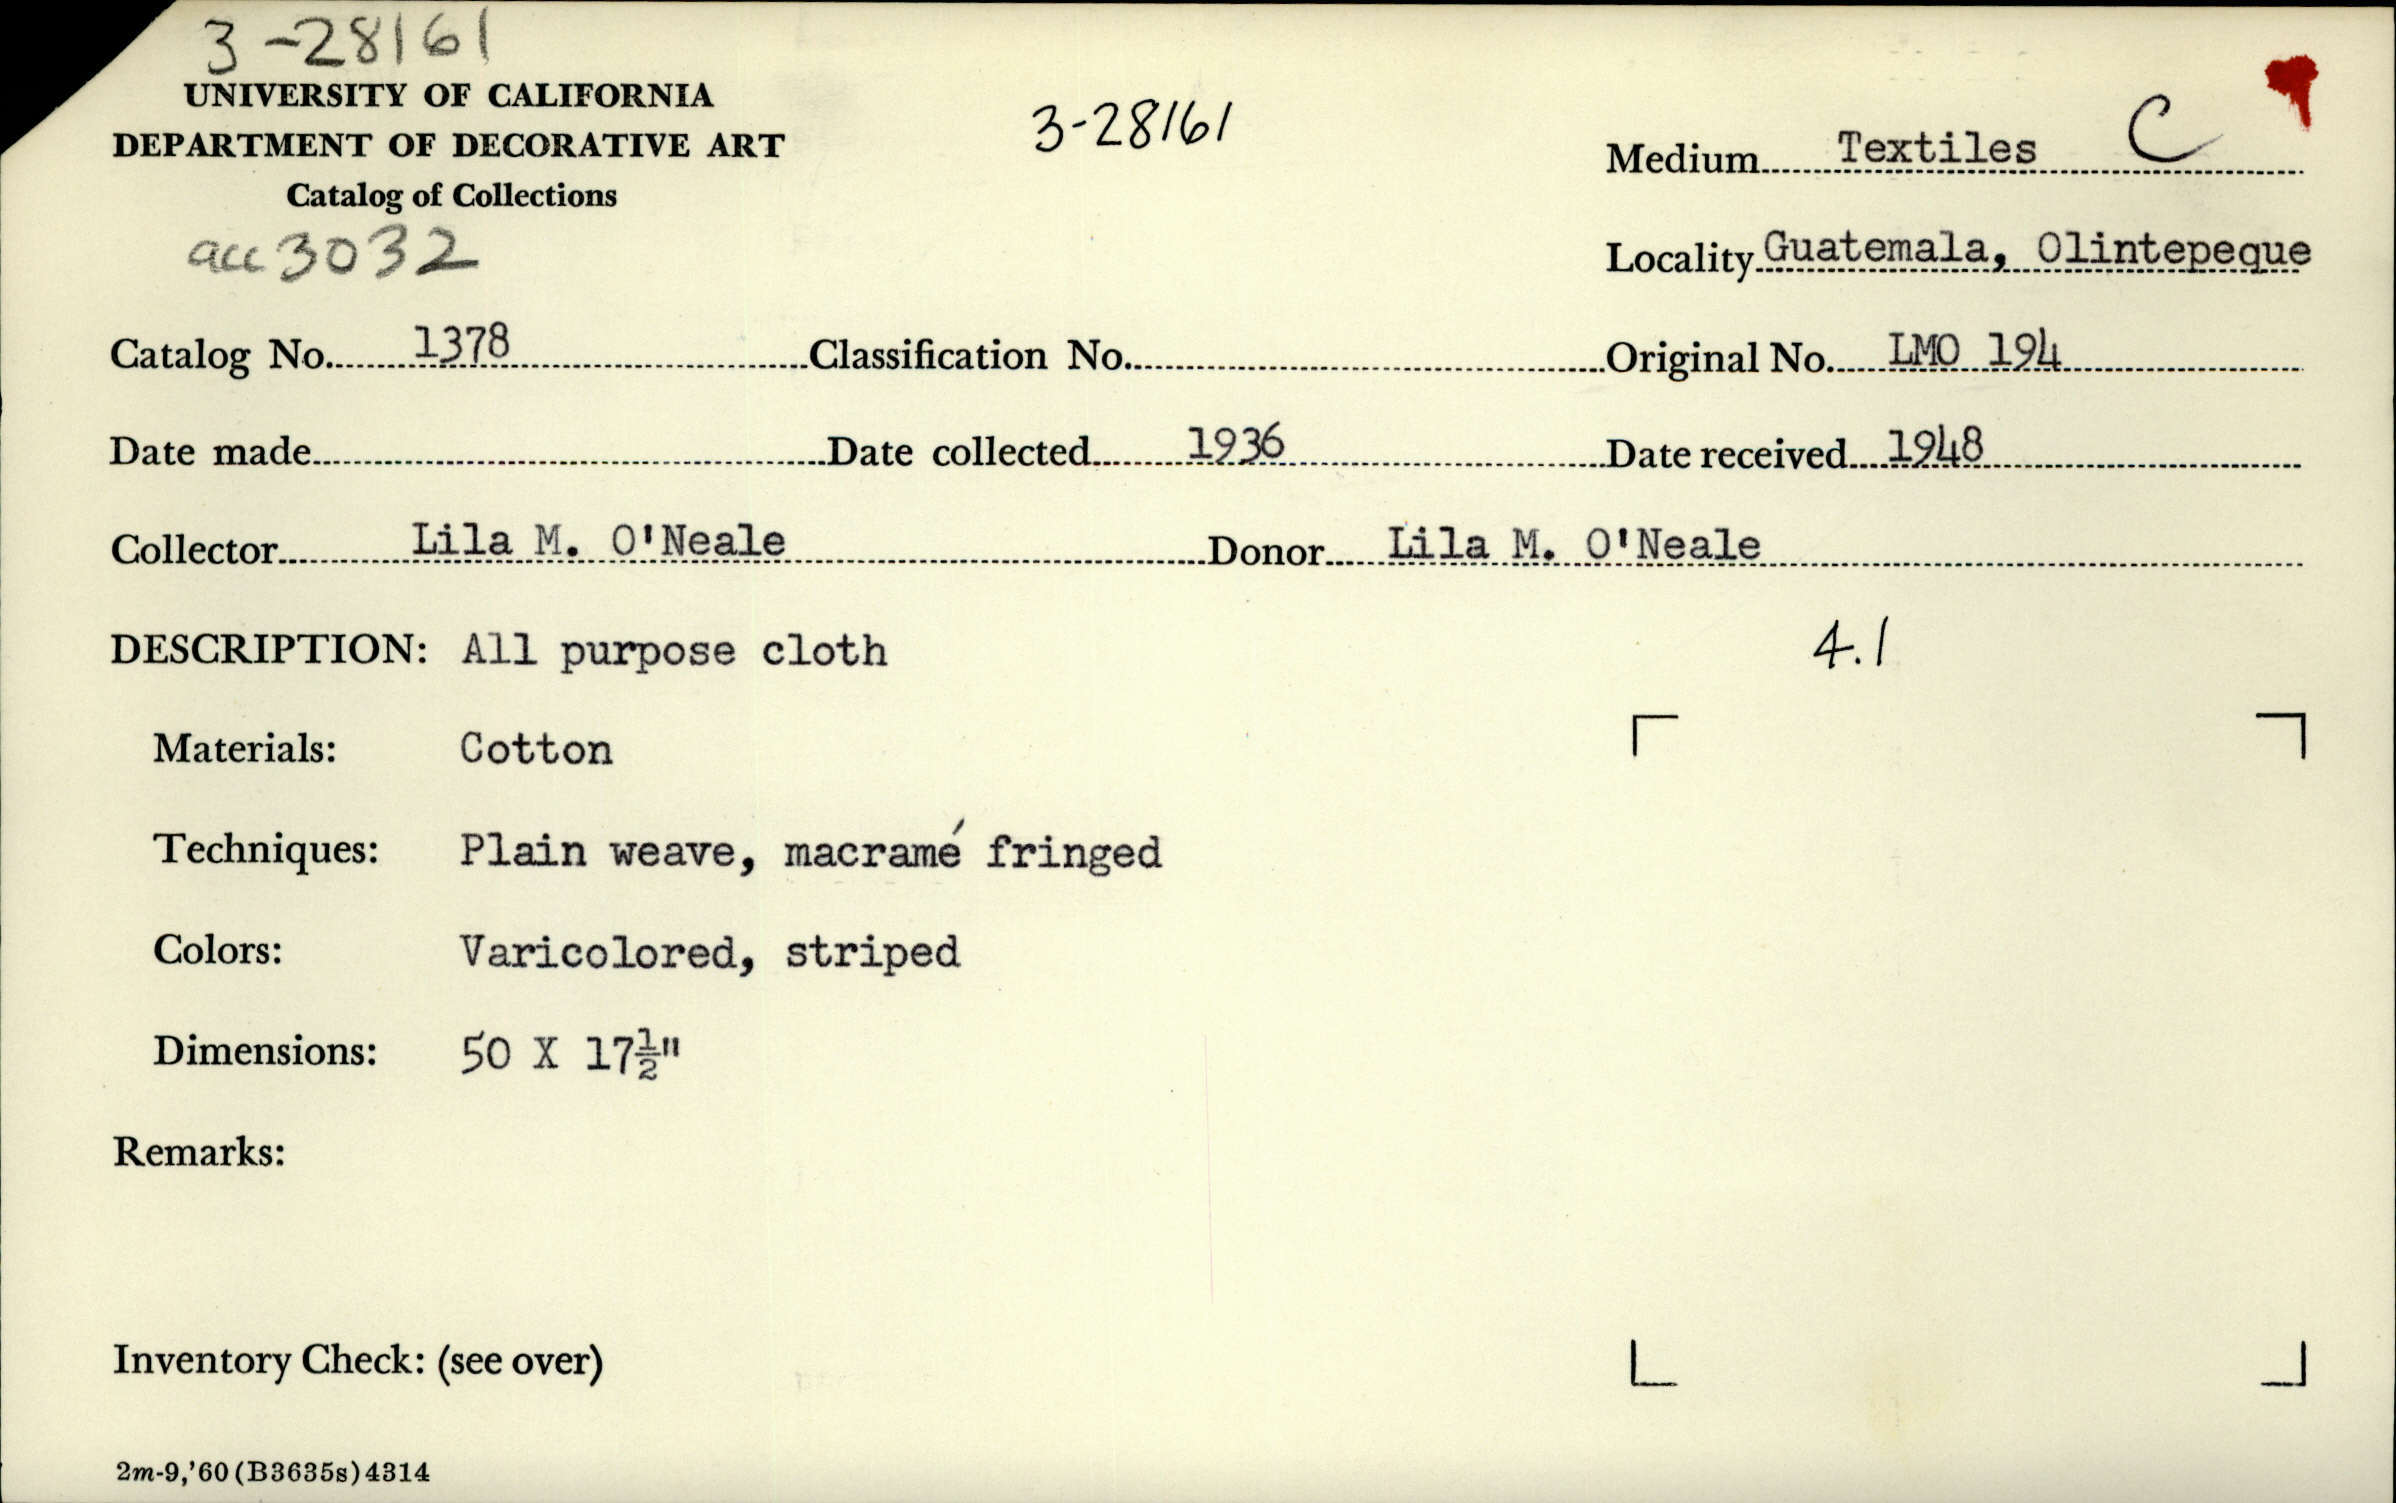 3-28161
UNIVERSITY OF CALIFORNIA
DEPARTMENT OF DECORATIVE ART
Catalog of Collections
acc 3032
3-28161
Medium Textiles C
Locality Guatemala, Olintepeque
Catalog No. 1378 Classification No. Original No. LMO 194
Date made Date collected 1936 Date received 1948
Collector Lila M. O'Neale Donor Lila M. O'Neale
DESCRIPTION: All purpose cloth 4.1
Materials: Cotton
Techniques: Plain weave, macramé fringed
Colors: Varicolored, striped
Dimensions: 50 X 17½"
Remarks:
Inventory Check: (see over)
2m-9,'60(B3635s)4314